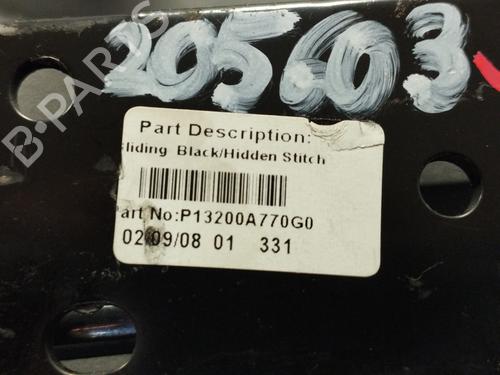 205603
Part Description:
liding Black/Hidden Stitch
art No:P13200A770G0
02/09/08 01 331
B-PARTS